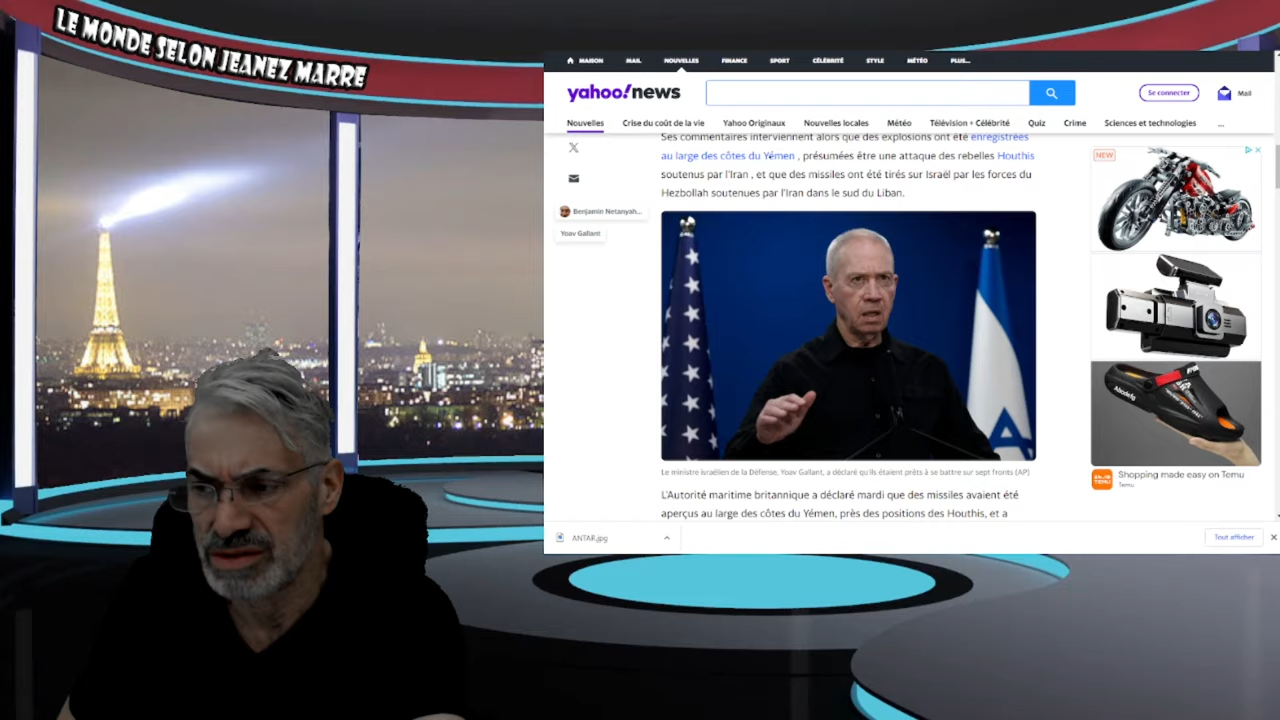 LE MONDE SELON JEANEZ MARRE
MAISON MAIL NOUVELLES FINANCE SPORT CÉLÉBRITÉ STYLE MÉTÉO PLUS...
yahoo!news
Se connecter
Mail
Nouvelles Crise du coût de la vie Yahoo Originaux Nouvelles locales Météo Télévision + Célébrité Quiz Crime Sciences et technologies ...
Ses commentaires interviennent alors que des explosions ont été enregistrées
au large des côtes du Yémen , présumées être une attaque des rebelles Houthis
soutenus par l'Iran , et que des missiles ont été tirés sur Israël par les forces du
Hezbollah soutenues par l'Iran dans le sud du Liban.
Benjamin Netanyah...
Yoav Gallant
Le ministre israélien de la Défense, Yoav Gallant, a déclaré qu'ils étaient prêts à se battre sur sept fronts (AP)
L'Autorité maritime britannique a déclaré mardi que des missiles avaient été
aperçus au large des côtes du Yémen, près des positions des Houthis, et a
NEW
Shopping made easy on Temu
Temu
ANTAR.jpg
Tout afficher